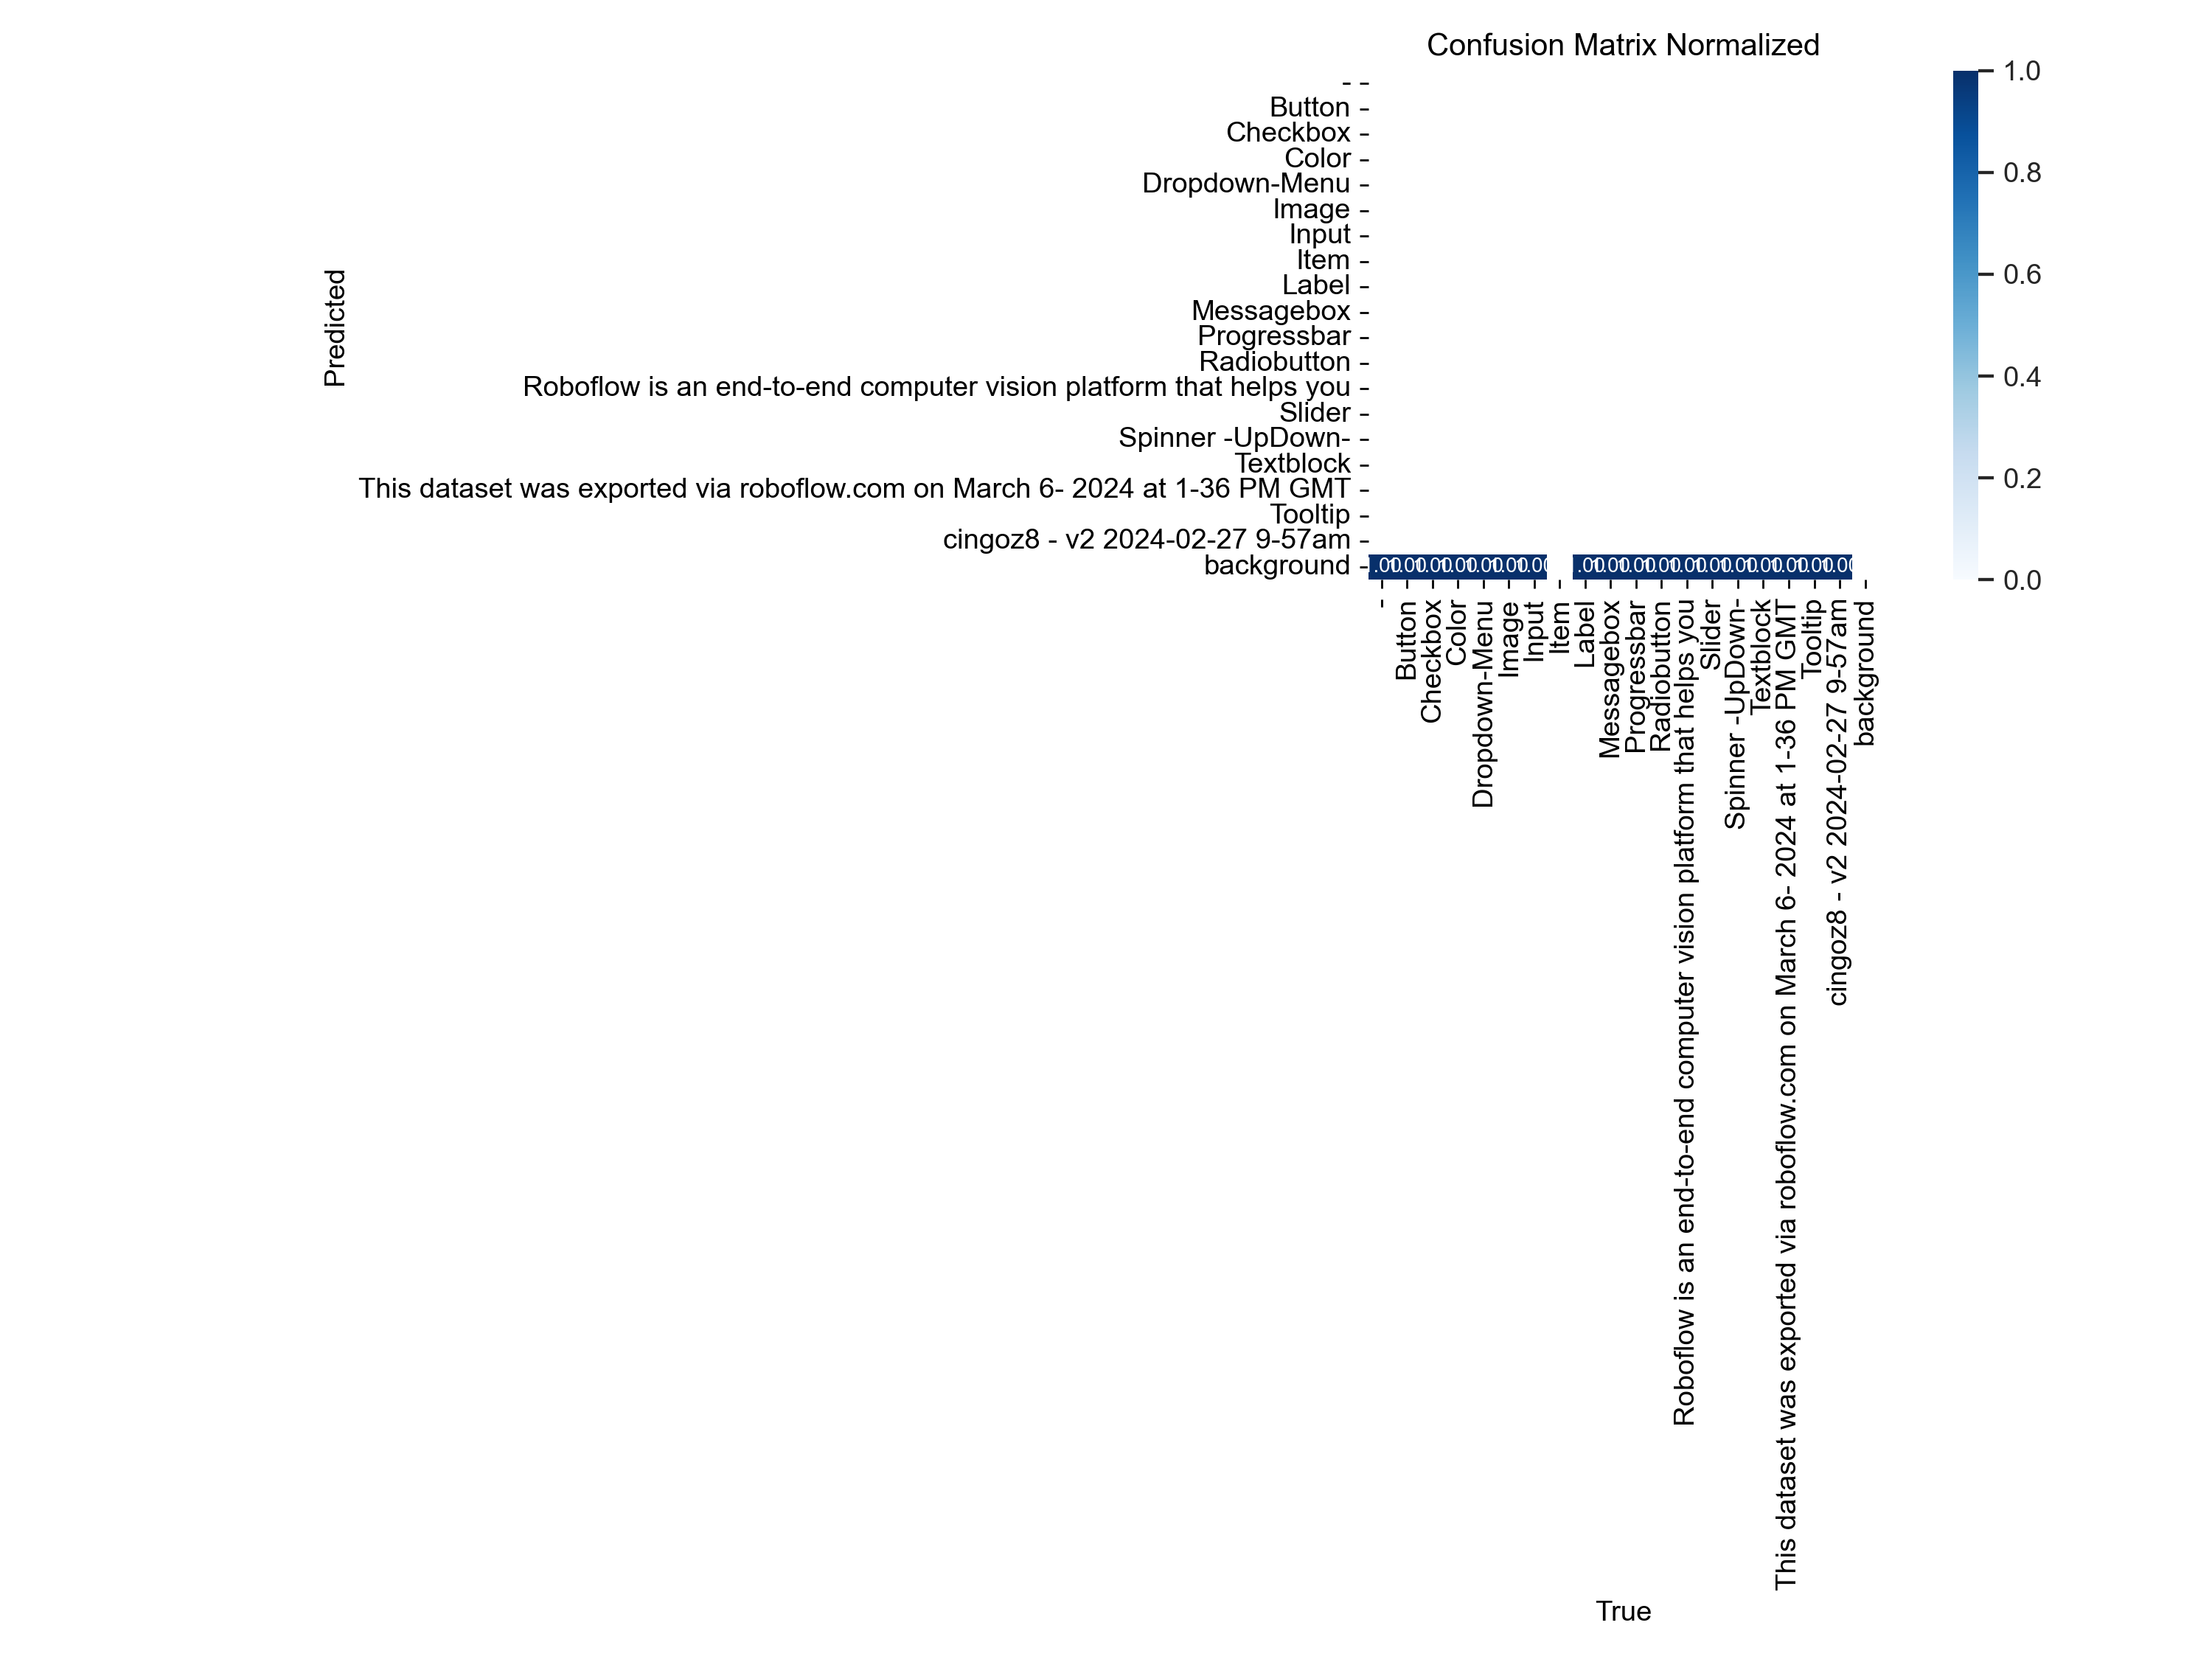 Confusion Matrix Normalized
- -
Button -
Checkbox -
Color -
Dropdown-Menu -
Image -
Input -
Item -
Label -
Messagebox -
Progressbar -
Radiobutton -
Roboflow is an end-to-end computer vision platform that helps you -
Slider -
Spinner -UpDown- -
Textblock -
This dataset was exported via roboflow.com on March 6- 2024 at 1-36 PM GMT -
Tooltip -
cingoz8 - v2 2024-02-27 9-57am -
background -
Predicted
-
Button
Checkbox
Color
Dropdown-Menu
Image
Input
Item
Label
Messagebox
Progressbar
Radiobutton
Roboflow is an end-to-end computer vision platform that helps you
Slider
Spinner -UpDown-
Textblock
This dataset was exported via roboflow.com on March 6- 2024 at 1-36 PM GMT
Tooltip
cingoz8 - v2 2024-02-27 9-57am
background
True
1.0
0.8
0.6
0.4
0.2
0.0